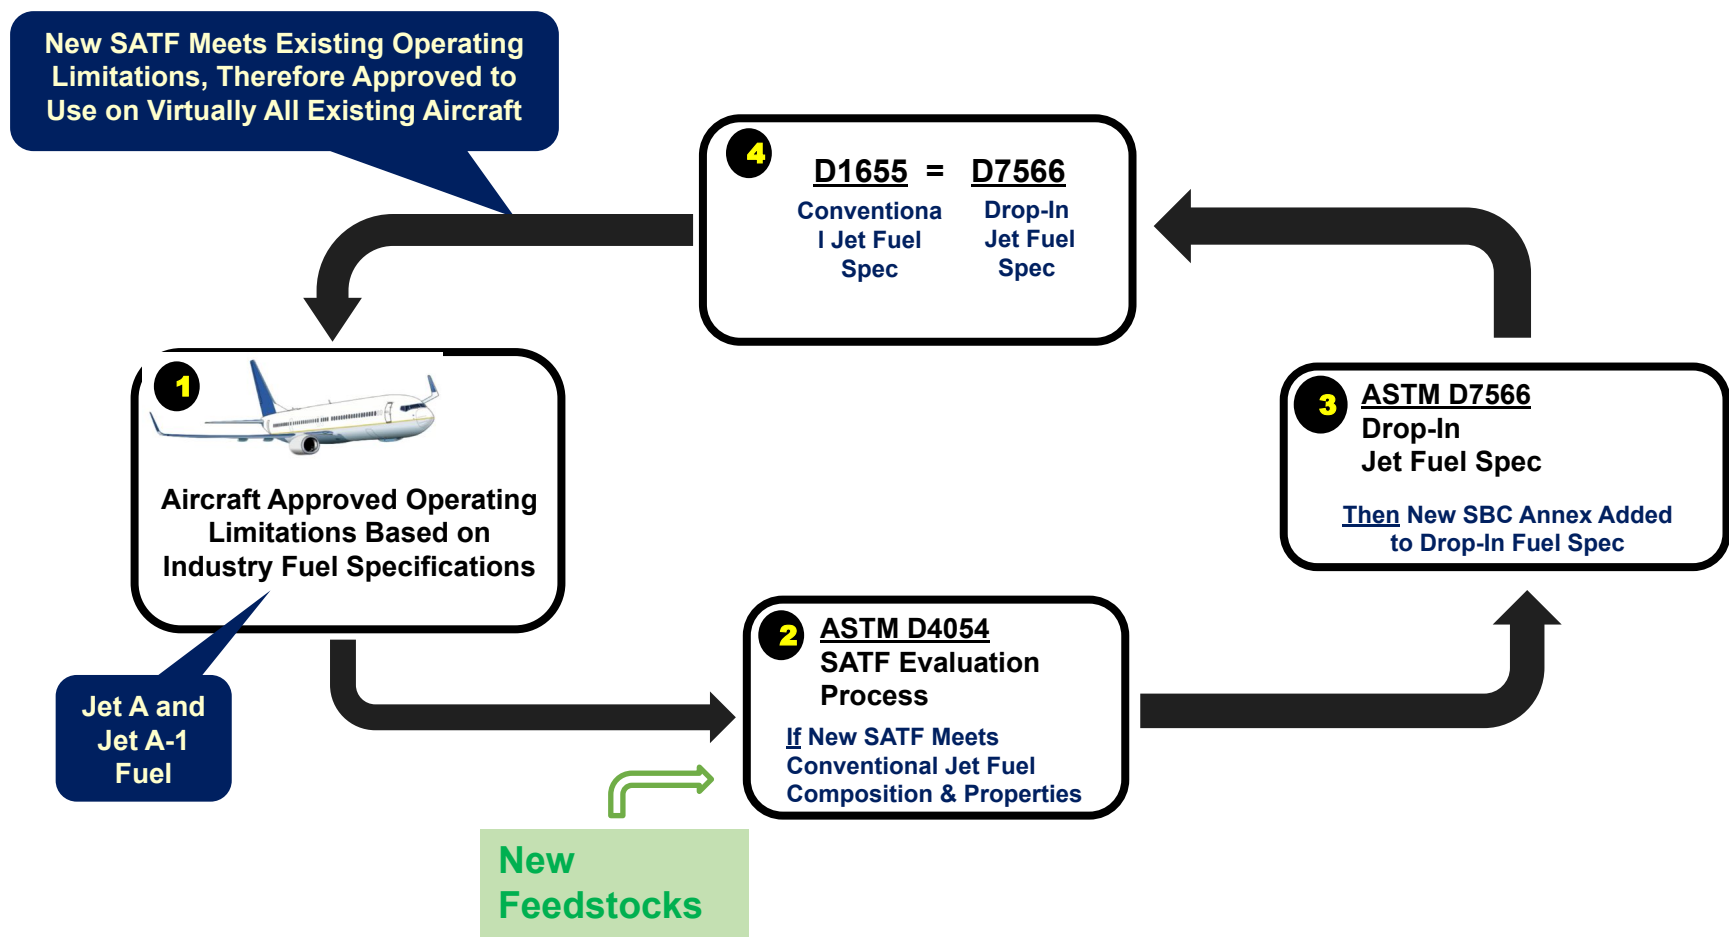 New SATF Meets Existing Operating
Limitations, Therefore Approved to
Use on Virtually All Existing Aircraft
4
D1655 = D7566
Conventiona
l Jet Fuel
Spec
Drop-In
Jet Fuel
Spec
1
Aircraft Approved Operating
Limitations Based on
Industry Fuel Specifications
3
ASTM D7566
Drop-In
Jet Fuel Spec
Then New SBC Annex Added
to Drop-In Fuel Spec
2
ASTM D4054
SATF Evaluation
Process
If New SATF Meets
Conventional Jet Fuel
Composition & Properties
Jet A and
Jet A-1
Fuel
New
Feedstocks